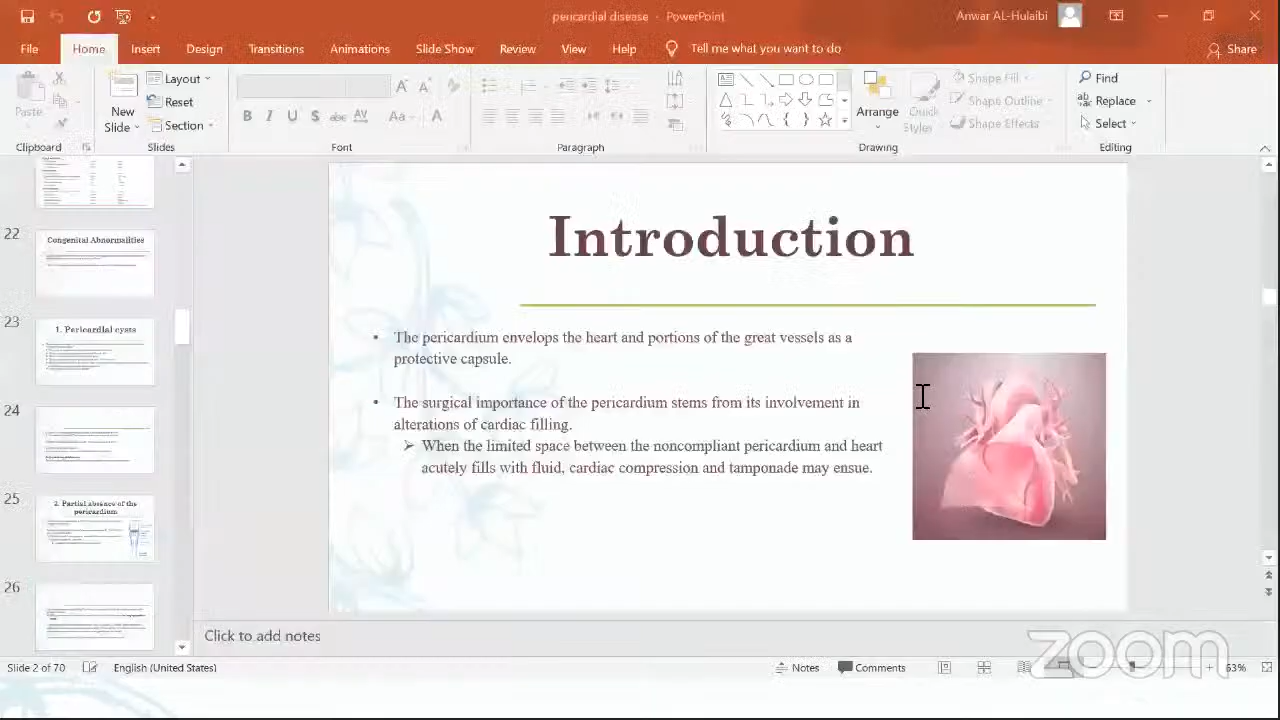 pericardial disease - PowerPoint
Anwar AL-Hulaibi
File Home Insert Design Transitions Animations Slide Show Review View Help Tell me what you want to do Share
Paste
New Slide
Layout
Reset
Section
B I U S AV Aa A
Arrange
Quick Styles
Shape Fill
Shape Outline
Shape Effects
Find
Replace
Select
Clipboard Slides Font Paragraph Drawing Editing
22
Congenital Abnormalities
23
1. Pericardial cysts
24
25
2. Partial absence of the
pericardium
26
Introduction
• The pericardium envelops the heart and portions of the great vessels as a
protective capsule.
• The surgical importance of the pericardium stems from its involvement in
alterations of cardiac filling.
➢ When the limited space between the noncompliant pericardium and heart
acutely fills with fluid, cardiac compression and tamponade may ensue.
Click to add notes
zoom
Slide 2 of 70 English (United States) Notes Comments 63%